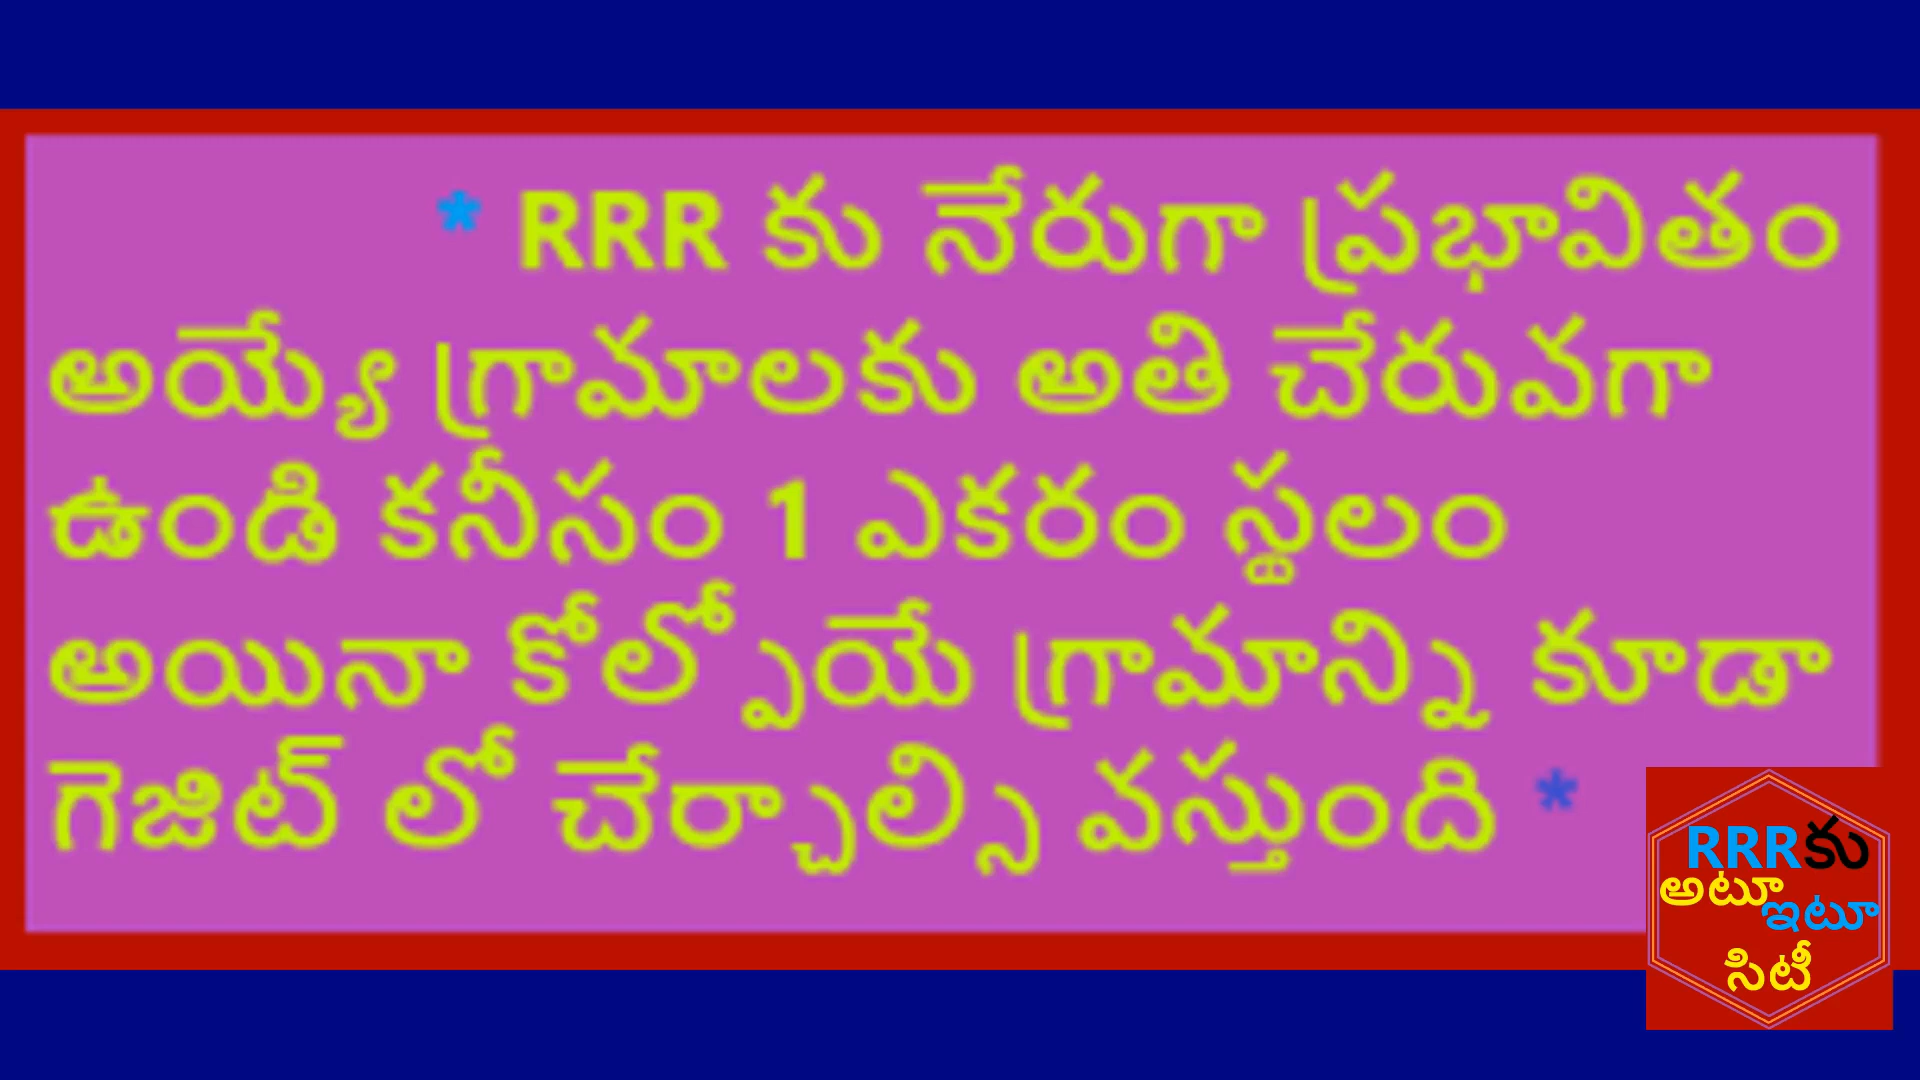 * RRR కు నేరుగా ప్రభావితం
అయ్యే గ్రామాలకు అతి చేరువగా
ఉండి కనీసం 1 ఎకరం స్థలం
అయినా కోల్పోయే గ్రామాన్ని కూడా
గెజిట్ లో చేర్చాల్సి వస్తుంది *
RRRకు
అటూ
ఇటూ
సిటీ